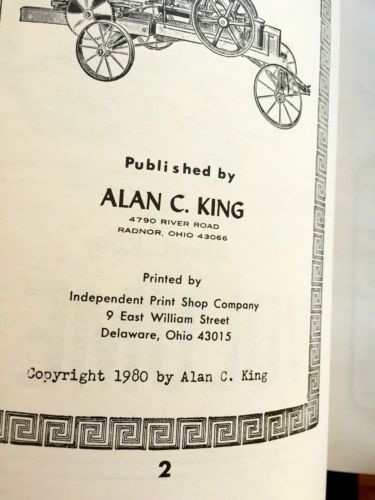 Published by
ALAN C. KING
4790 RIVER ROAD
RADNOR, OHIO 43066
Printed by
Independent Print Shop Company
9 East William Street
Delaware, Ohio 43015
Copyright 1980 by Alan C. King
2